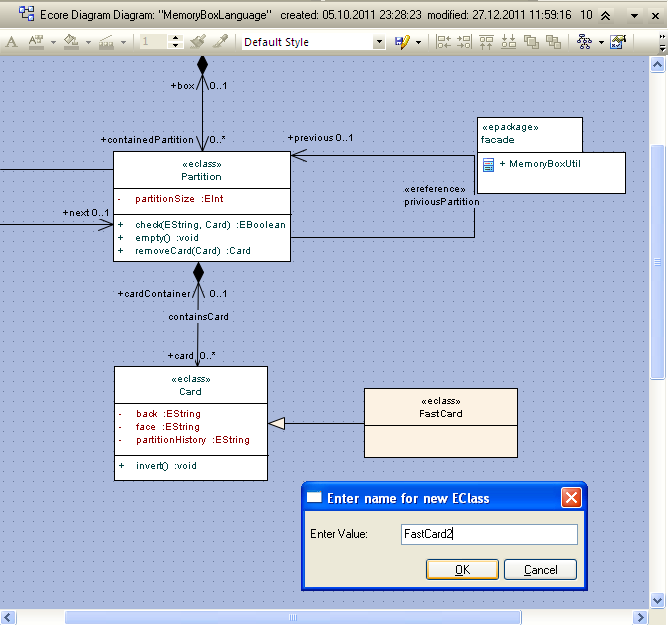 Ecore Diagram Diagram: "MemoryBoxLanguage" created: 05.10.2011 23:28:23 modified: 27.12.2011 11:59:16 10
A A 1 Default Style
+box 0..1
+containedPartition 0..*
+previous 0..1
«epackage»
facade
+ MemoryBoxUtil
«eclass»
Partition
- partitionSize :EInt
«ereference»
priviousPartition
+next 0..1
+ check(EString, Card) :EBoolean
+ empty() :void
+ removeCard(Card) :Card
+cardContainer 0..1
containsCard
+card 0..*
«eclass»
Card
- back :EString
- face :EString
- partitionHistory :EString
+ invert() :void
«eclass»
FastCard
Enter name for new EClass
Enter Value: FastCard2
OK Cancel